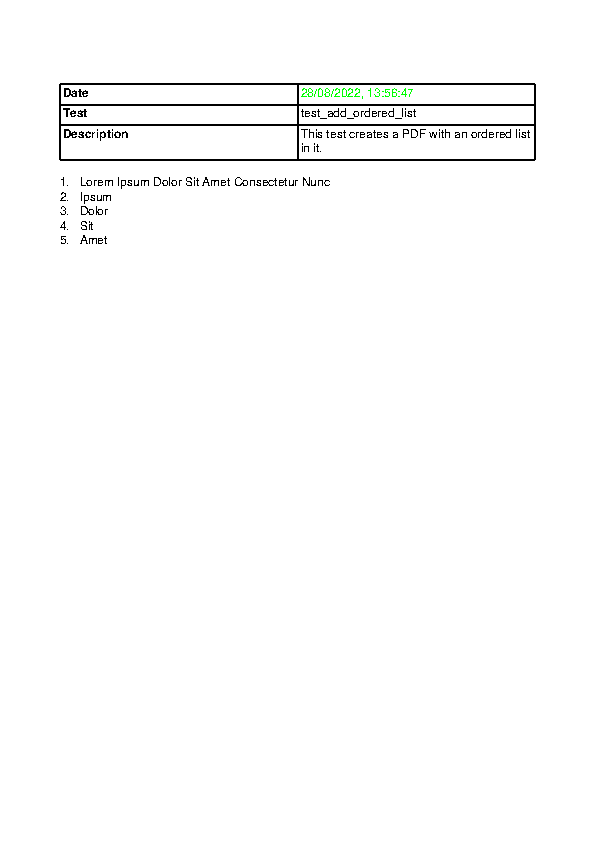 Date 28/08/2022, 13:56:47
Test test_add_ordered_list
Description This test creates a PDF with an ordered list
in it.
1. Lorem Ipsum Dolor Sit Amet Consectetur Nunc
2. Ipsum
3. Dolor
4. Sit
5. Amet